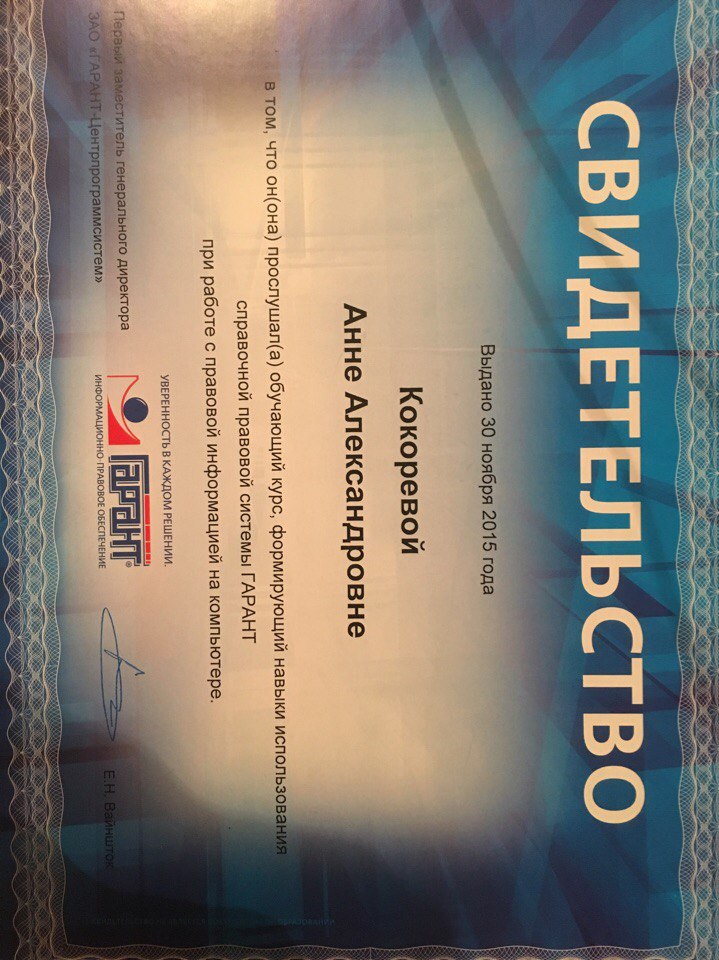 СВИДЕТЕЛЬСТВО
Выдано 30 ноября 2015 года
Кокоревой
Анне Александровне
в том, что он(она) прослушал(а) обучающий курс, формирующий навыки использования
справочной правовой системы ГАРАНТ
при работе с правовой информацией на компьютере.
УВЕРЕННОСТЬ В КАЖДОМ РЕШЕНИИ.
Гарант®
ИНФОРМАЦИОННО-ПРАВОВОЕ ОБЕСПЕЧЕНИЕ
Первый заместитель генерального директора
ЗАО «ГАРАНТ-Центрпрограммсистем»
Е.Н. Вайншток